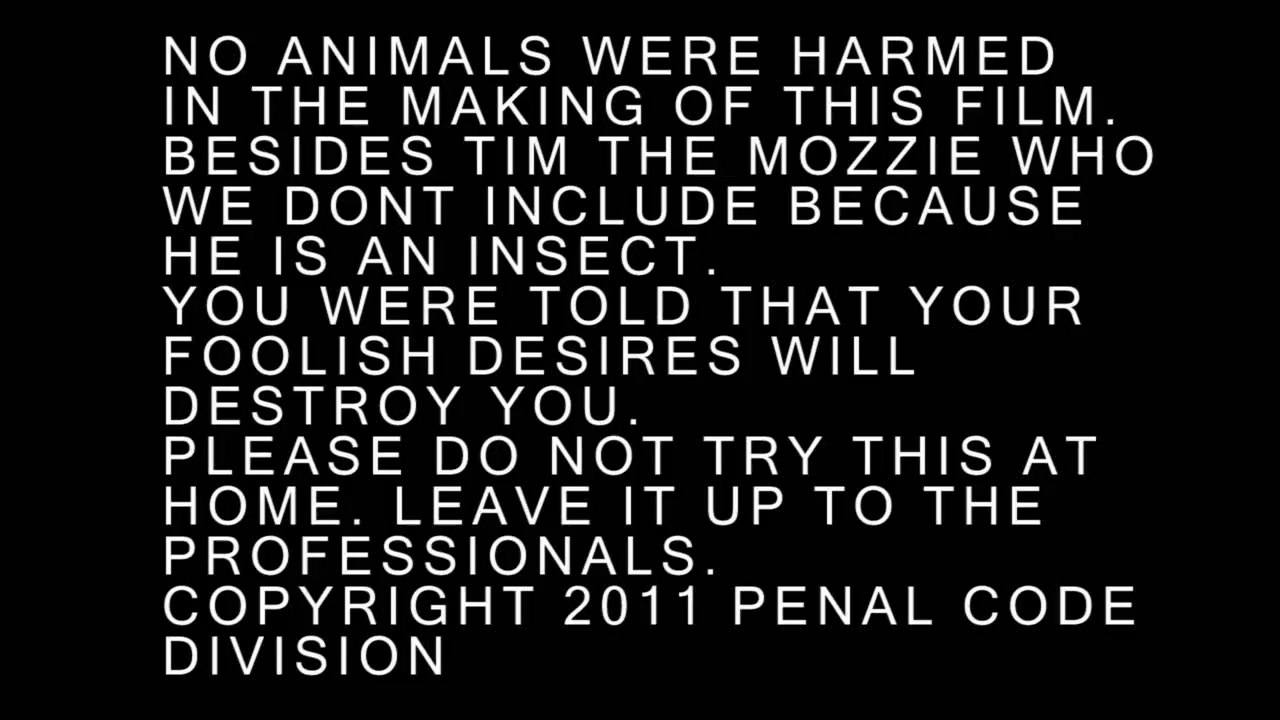 NO ANIMALS WERE HARMED
IN THE MAKING OF THIS FILM.
BESIDES TIM THE MOZZIE WHO
WE DONT INCLUDE BECAUSE
HE IS AN INSECT.
YOU WERE TOLD THAT YOUR
FOOLISH DESIRES WILL
DESTROY YOU.
PLEASE DO NOT TRY THIS AT
HOME. LEAVE IT UP TO THE
PROFESSIONALS.
COPYRIGHT 2011 PENAL CODE
DIVISION